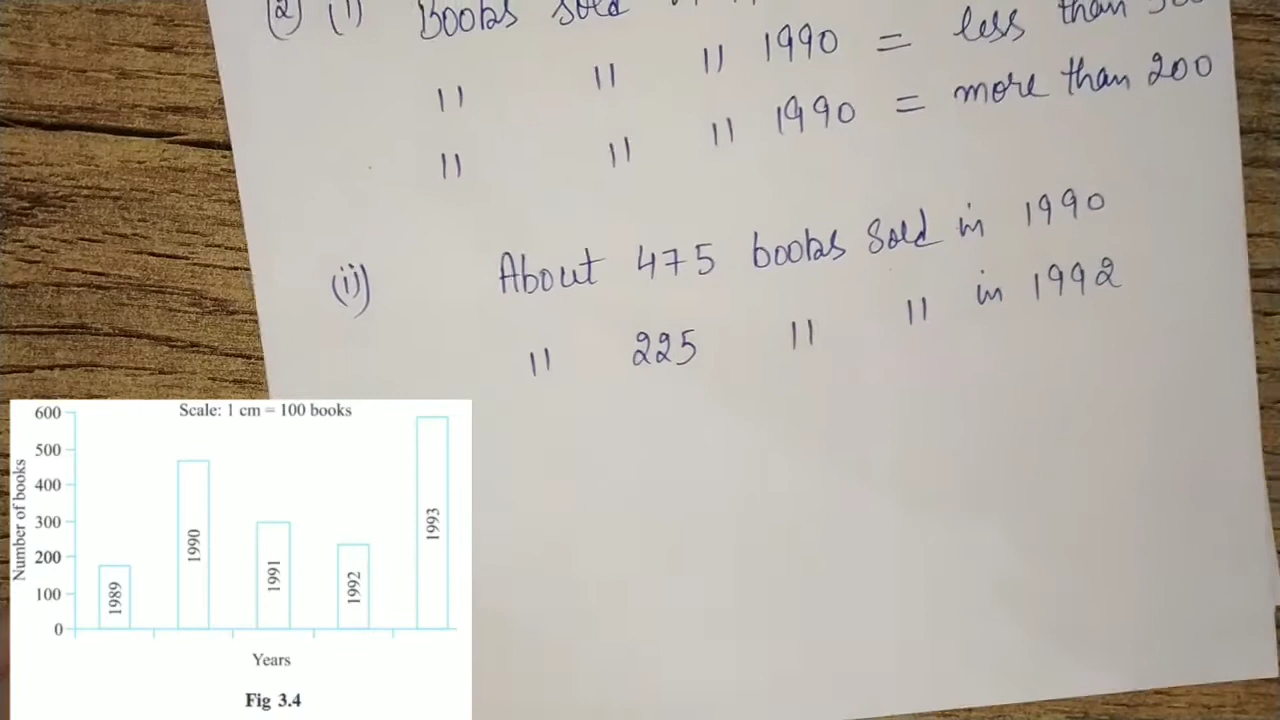 (2) (i) Books sold
" " " 1990 = less than
" " " 1990 = more than 200
(ii) About 475 books sold in 1990
" 225 " " in 1992
Scale: 1 cm = 100 books
600
500
400
300
200
100
0
Number of books
1989
1990
1991
1992
1993
Years
Fig 3.4